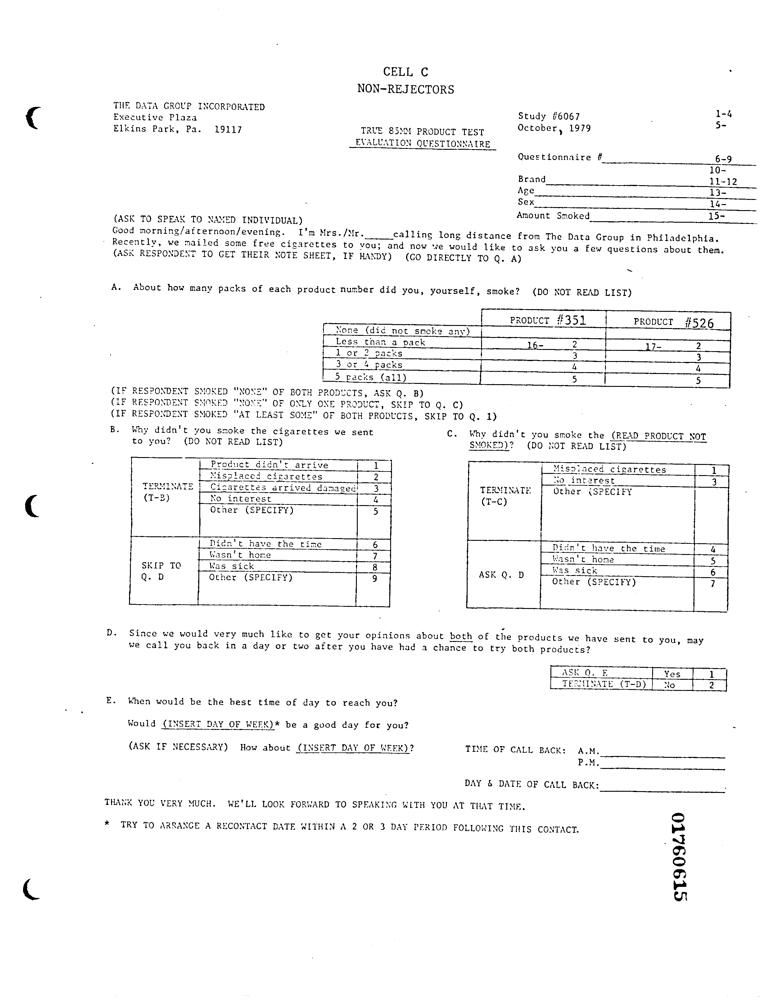 CELL C
NON-REJECTORS
THE DATA GROUP INCORPORATED
Executive Plaza
Elkins Park, Pa. 19117
TRUE 85MM PRODUCT TEST
EVALUATION QUESTIONNAIRE
Study #6067 1-4
October, 1979 5-
Questionnaire # 6-9
10-
Brand 11-12
Age 13-
Sex 14-
Amount Smoked 15-
(ASK TO SPEAK TO NAMED INDIVIDUAL)
Good morning/afternoon/evening. I'm Mrs./Mr.____calling long distance from The Data Group in Philadelphia.
Recently, we mailed some free cigarettes to you; and now we would like to ask you a few questions about them.
(ASK RESPONDENT TO GET THEIR NOTE SHEET, IF HANDY) (GO DIRECTLY TO Q. A)
A. About how many packs of each product number did you, yourself, smoke? (DO NOT READ LIST)
PRODUCT #351 PRODUCT #526
None (did not smoke any)
Less than a pack 16- 2 17- 2
1 or 2 packs 3 3
3 or 4 packs 4 4
5 packs (all) 5 5
(IF RESPONDENT SMOKED "NONE" OF BOTH PRODUCTS, ASK Q. B)
(IF RESPONDENT SMOKED "NONE" OF ONLY ONE PRODUCT, SKIP TO Q. C)
(IF RESPONDENT SMOKED "AT LEAST SOME" OF BOTH PRODUCTS, SKIP TO Q. 1)
B. Why didn't you smoke the cigarettes we sent
to you? (DO NOT READ LIST)
TERMINATE
(T-B)
Product didn't arrive 1
Misplaced cigarettes 2
Cigarettes arrived damaged 3
No interest 4
Other (SPECIFY) 5
SKIP TO
Q. D
Didn't have the time 6
Wasn't home 7
Was sick 8
Other (SPECIFY) 9
C. Why didn't you smoke the (READ PRODUCT NOT
SMOKED)? (DO NOT READ LIST)
TERMINATE
(T-C)
Misplaced cigarettes 1
No interest 3
Other (SPECIFY
ASK Q. D
Didn't have the time 4
Wasn't home 5
Was sick 6
Other (SPECIFY) 7
D. Since we would very much like to get your opinions about both of the products we have sent to you, may
we call you back in a day or two after you have had a chance to try both products?
ASK Q. E Yes 1
TERMINATE (T-D) No 2
E. When would be the best time of day to reach you?
Would (INSERT DAY OF WEEK)* be a good day for you?
(ASK IF NECESSARY) How about (INSERT DAY OF WEEK)?
TIME OF CALL BACK: A.M.
P.M.
DAY & DATE OF CALL BACK:
THANK YOU VERY MUCH. WE'LL LOOK FORWARD TO SPEAKING WITH YOU AT THAT TIME.
* TRY TO ARRANGE A RECONTACT DATE WITHIN A 2 OR 3 DAY PERIOD FOLLOWING THIS CONTACT.
01760615